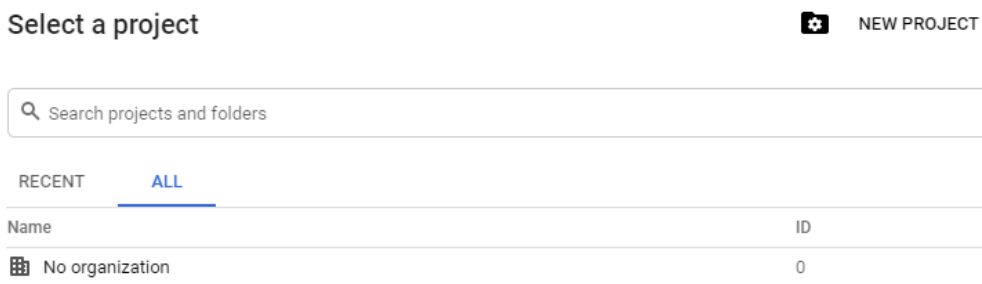 Select a project
NEW PROJECT
Search projects and folders
RECENT ALL
Name ID
No organization 0